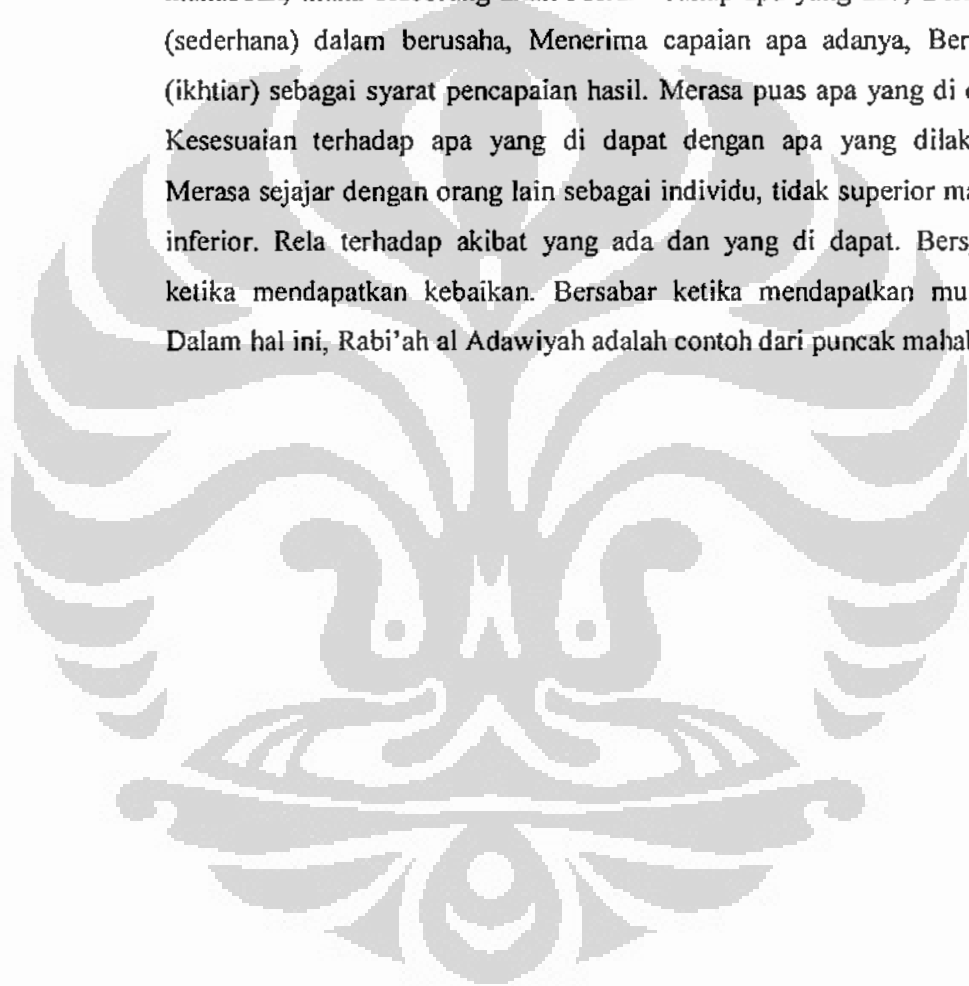 (sederhana) dalam berusaha, Menerima capaian apa adanya, Ber
(ikhtiar) sebagai syarat pencapaian hasil. Merasa puas apa yang di
Kesesuaian terhadap apa yang di dapat dengan apa yang dilak
Merasa sejajar dengan orang lain sebagai individu, tidak superior ma
inferior. Rela terhadap akibat yang ada dan yang di dapat. Bers
ketika mendapatkan kebaikan. Bersabar ketika mendapatkan mu
Dalam hal ini, Rabi'ah al Adawiyah adalah contoh dari puncak mahal